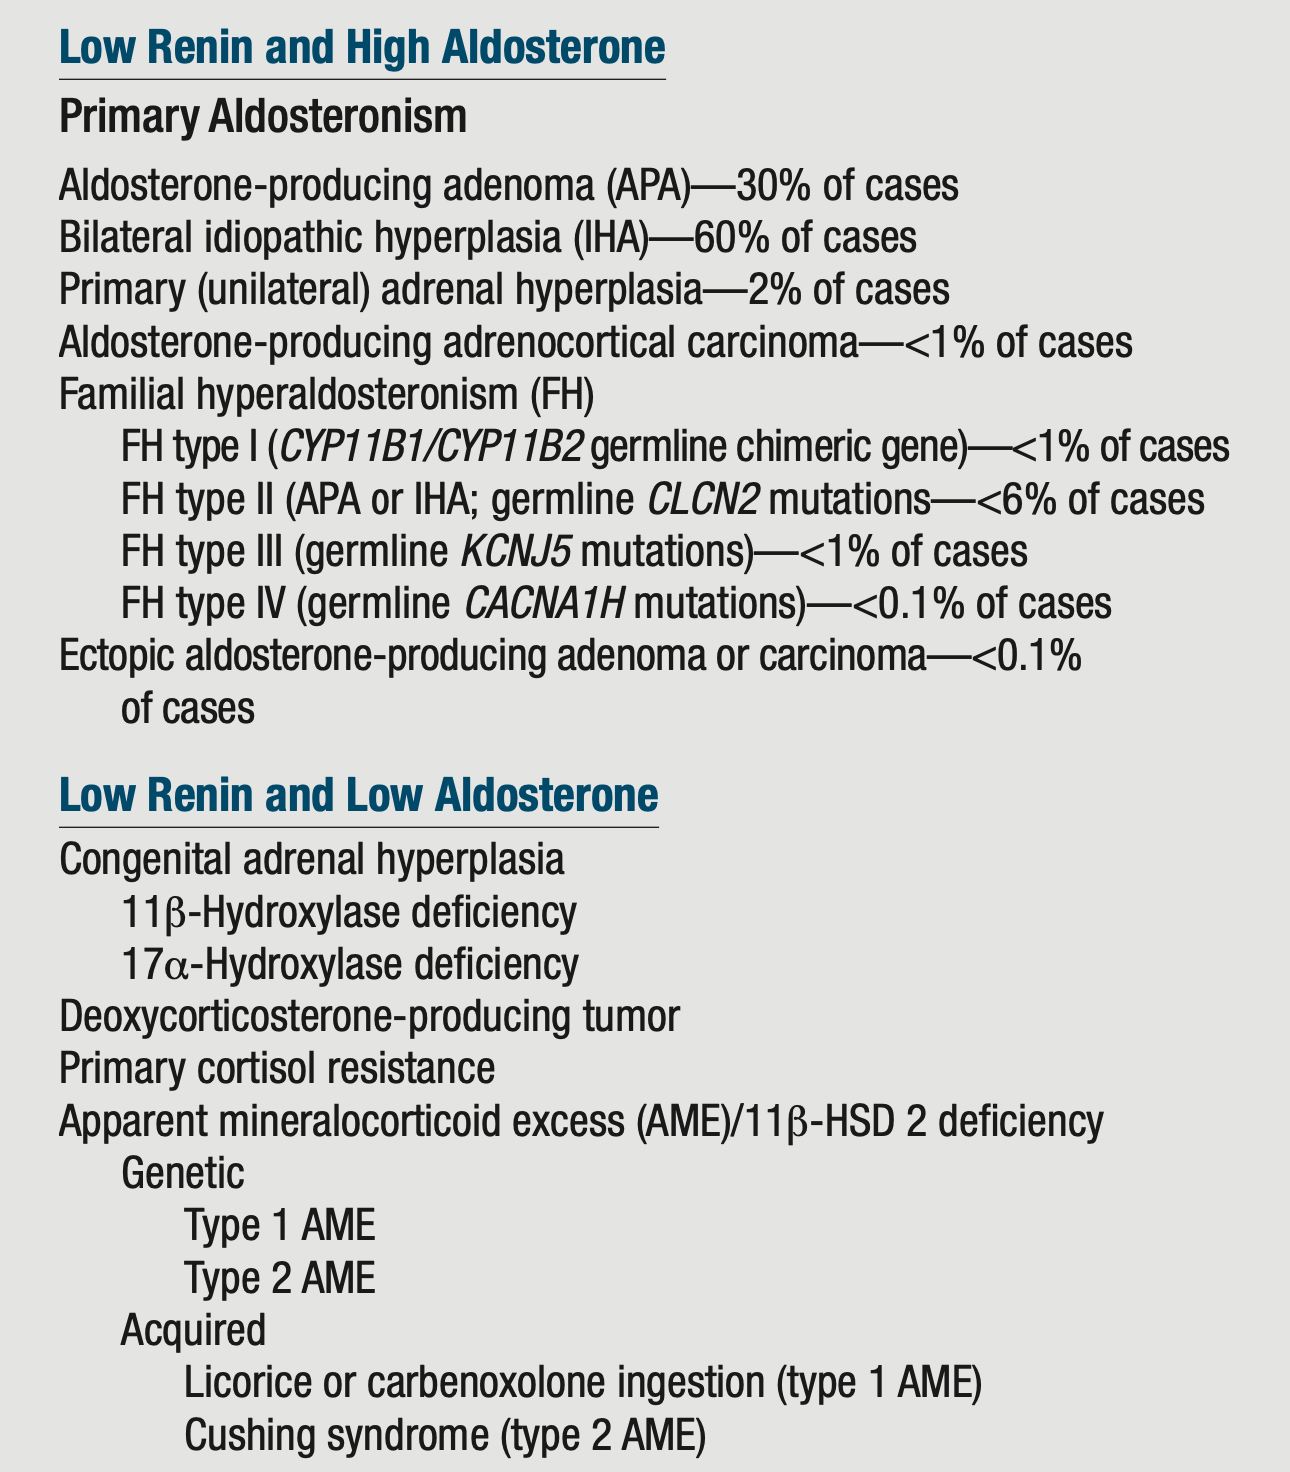 Low Renin and High Aldosterone
Primary Aldosteronism
Aldosterone-producing adenoma (APA)—30% of cases
Bilateral idiopathic hyperplasia (IHA)—60% of cases
Primary (unilateral) adrenal hyperplasia—2% of cases
Aldosterone-producing adrenocortical carcinoma—<1% of cases
Familial hyperaldosteronism (FH)
FH type I (CYP11B1/CYP11B2 germline chimeric gene)—<1% of cases
FH type II (APA or IHA; germline CLCN2 mutations—<6% of cases
FH type III (germline KCNJ5 mutations)—<1% of cases
FH type IV (germline CACNA1H mutations)—<0.1% of cases
Ectopic aldosterone-producing adenoma or carcinoma—<0.1%
of cases
Low Renin and Low Aldosterone
Congenital adrenal hyperplasia
11β-Hydroxylase deficiency
17α-Hydroxylase deficiency
Deoxycorticosterone-producing tumor
Primary cortisol resistance
Apparent mineralocorticoid excess (AME)/11β-HSD 2 deficiency
Genetic
Type 1 AME
Type 2 AME
Acquired
Licorice or carbenoxolone ingestion (type 1 AME)
Cushing syndrome (type 2 AME)